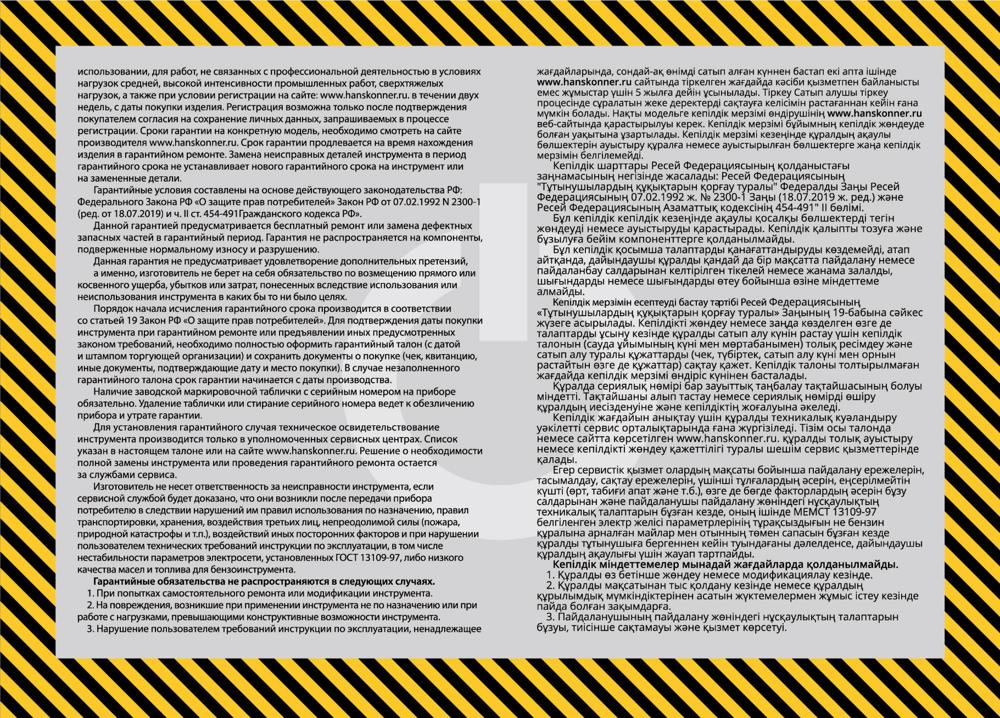 использовании, для работ, не связанных с профессиональной деятельностью в условиях
нагрузок средней, высокой интенсивности промышленных работ, сверхтяжелых
нагрузок, а также при условии регистрации на сайте: www.hanskonner.ru. в течении двух
недель, с даты покупки изделия. Регистрация возможна только после подтверждения
покупателем согласия на сохранение личных данных, запрашиваемых в процессе
регистрации. Сроки гарантии на конкретную модель, необходимо смотреть на сайте
производителя www.hanskonner.ru. Срок гарантии продлевается на время нахождения
изделия в гарантийном ремонте. Замена неисправных деталей инструмента в период
гарантийного срока не устанавливает нового гарантийного срока на инструмент или
на замененные детали.
Гарантийные условия составлены на основе действующего законодательства РФ:
Федерального Закона РФ «О защите прав потребителей» Закон РФ от 07.02.1992 N 2300-1
(ред. от 18.07.2019) и ч. II ст. 454-491Гражданского кодекса РФ».
Данной гарантией предусматривается бесплатный ремонт или замена дефектных
запасных частей в гарантийный период. Гарантия не распространяется на компоненты,
подверженные нормальному износу и разрушению.
Данная гарантия не предусматривает удовлетворение дополнительных претензий,
а именно, изготовитель не берет на себя обязательство по возмещению прямого или
косвенного ущерба, убытков или затрат, понесенных вследствие использования или
неиспользования инструмента в каких бы то ни было целях.
Порядок начала исчисления гарантийного срока производится в соответствии
со статьей 19 Закон РФ «О защите прав потребителей». Для подтверждения даты покупки
инструмента при гарантийном ремонте или предъявлении иных предусмотренных
законом требований, необходимо полностью оформить гарантийный талон (с датой
и штампом торгующей организации) и сохранить документы о покупке (чек, квитанцию,
иные документы, подтверждающие дату и место покупки). В случае незаполненного
гарантийного талона срок гарантии начинается с даты производства.
Наличие заводской маркировочной таблички с серийным номером на приборе
обязательно. Удаление таблички или стирание серийного номера ведет к обезличению
прибора и утрате гарантии.
Для установления гарантийного случая техническое освидетельствование
инструмента производится только в уполномоченных сервисных центрах. Список
указан в настоящем талоне или на сайте www.hanskonner.ru. Решение о необходимости
полной замены инструмента или проведения гарантийного ремонта остается
за службами сервиса.
Изготовитель не несет ответственность за неисправности инструмента, если
сервисной службой будет доказано, что они возникли после передачи прибора
потребителю в следствии нарушений им правил использования по назначению, правил
транспортировки, хранения, воздействия третьих лиц, непреодолимой силы (пожара,
природной катастрофы и т.п.), воздействий иных посторонних факторов и при нарушении
пользователем технических требований инструкции по эксплуатации, в том числе
нестабильности параметров электросети, установленных ГОСТ 13109-97, либо низкого
качества масел и топлива для бензоинструмента.
Гарантийные обязательства не распространяются в следующих случаях.
1. При попытках самостоятельного ремонта или модификации инструмента.
2. На повреждения, возникшие при применении инструмента не по назначению или при
работе с нагрузками, превышающими конструктивные возможности инструмента.
3. Нарушение пользователем требований инструкции по эксплуатации, ненадлежащее
жағдайларында, сондай-ақ өнімді сатып алған күннен бастап екі апта ішінде
www.hanskonner.ru сайтында тіркелген жағдайда кәсіби қызметпен байланысты
емес жұмыстар үшін 5 жылға дейін ұсынылады. Тіркеу Сатып алушы тіркеу
процесінде сұралатын жеке деректерді сақтауға келісімін растағаннан кейін ғана
мүмкін болады. Нақты модельге кепілдік мерзімі өндірушінің www.hanskonner.ru
веб-сайтында қарастырылуы керек. Кепілдік мерзімі бұйымның кепілдік жөндеуде
болған уақытына ұзартылады. Кепілдік мерзімі кезеңінде құралдың ақаулы
бөлшектерін ауыстыру құралға немесе ауыстырылған бөлшектерге жаңа кепілдік
мерзімін белгілемейді.
Кепілдік шарттары Ресей Федерациясының қолданыстағы
заңнамасының негізінде жасалады: Ресей Федерациясының
"Тұтынушылардың құқықтарын қорғау туралы" Федералды Заңы Ресей
Федерациясының 07.02.1992 ж. № 2300-1 Заңы (18.07.2019 ж. ред.) және
Ресей Федерациясының Азаматтық кодексінің 454-491" II бөлімі.
Бұл кепілдік кепілдік кезеңінде ақаулы қосалқы бөлшектерді тегін
жөндеуді немесе ауыстыруды қарастырады. Кепілдік қалыпты тозуға және
бұзылуға бейім компоненттерге қолданылмайды.
Бұл кепілдік қосымша талаптарды қанағаттандыруды көздемейді, атап
айтқанда, дайындаушы құралды қандай да бір мақсатта пайдалану немесе
пайдаланбау салдарынан келтірілген тікелей немесе жанама залалды,
шығындарды немесе шығындарды өтеу бойынша өзіне міндеттеме
алмайды.
Кепілдік мерзімін есептеуді бастау тәртібі Ресей Федерациясының
«Тұтынушылардың құқықтарын қорғау туралы» Заңының 19-бабына сәйкес
жүзеге асырылады. Кепілдікті жөндеу немесе заңда көзделген өзге де
талаптарды ұсыну кезінде құралды сатып алу күнін растау үшін кепілдік
талонын (сауда ұйымының күні мен мөртабанымен) толық ресімдеу және
сатып алу туралы құжаттарды (чек, түбіртек, сатып алу күні мен орнын
растайтын өзге де құжаттар) сақтау қажет. Кепілдік талоны толтырылмаған
жағдайда кепілдік мерзімі өндіріс күнінен басталады.
Құралда сериялық нөмірі бар зауыттық таңбалау тақтайшасының болуы
міндетті. Тақтайшаны алып тастау немесе сериялық нөмірді өшіру
құралдың иесізденуіне және кепілдіктің жоғалуына әкеледі.
Кепілдік жағдайын анықтау үшін құралды техникалық куәландыру
уәкілетті сервис орталықтарында ғана жүргізіледі. Тізім осы талонда
немесе сайтта көрсетілген www.hanskonner.ru. құралды толық ауыстыру
немесе кепілдікті жөндеу қажеттілігі туралы шешім сервис қызметтерінде
қалады.
Егер сервистік қызмет олардың мақсаты бойынша пайдалану ережелерін,
тасымалдау, сақтау ережелерін, үшінші тұлғалардың әсерін, еңсерілмейтін
күшті (өрт, табиғи апат және т.б.), өзге де бөгде факторлардың әсерін бұзу
салдарынан және пайдаланушы пайдалану жөніндегі нұсқаулықтың
техникалық талаптарын бұзған кезде, оның ішінде МЕМСТ 13109-97
белгіленген электр желісі параметрлерінің тұрақсыздығын не бензин
құралына арналған майлар мен отынның төмен сапасын бұзған кезде
құралды тұтынушыға бергеннен кейін туындағаны дәлелденсе, дайындаушы
құралдың ақаулығы үшін жауап тартпайды.
Кепілдік міндеттемелер мынадай жағдайларда қолданылмайды.
1. Құралды өз бетінше жөндеу немесе модификациялау кезінде.
2. Құралды мақсатынан тыс қолдану кезінде немесе құралдың
құрылымдық мүмкіндіктерінен асатын жүктемелермен жұмыс істеу кезінде
пайда болған зақымдарға.
3. Пайдаланушының пайдалану жөніндегі нұсқаулықтың талаптарын
бұзуы, тиісінше сақтамауы және қызмет көрсетуі.